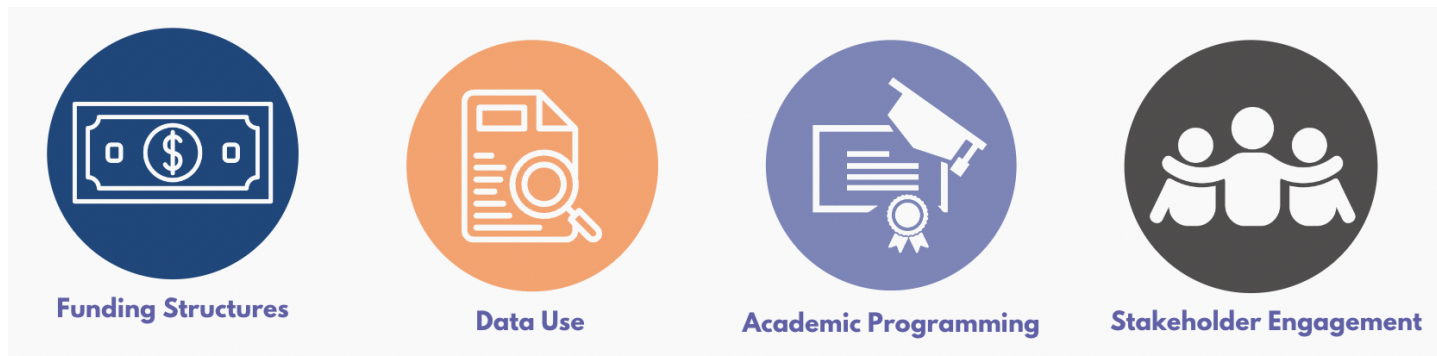 Funding Structures
Data Use
Academic Programming
Stakeholder Engagement